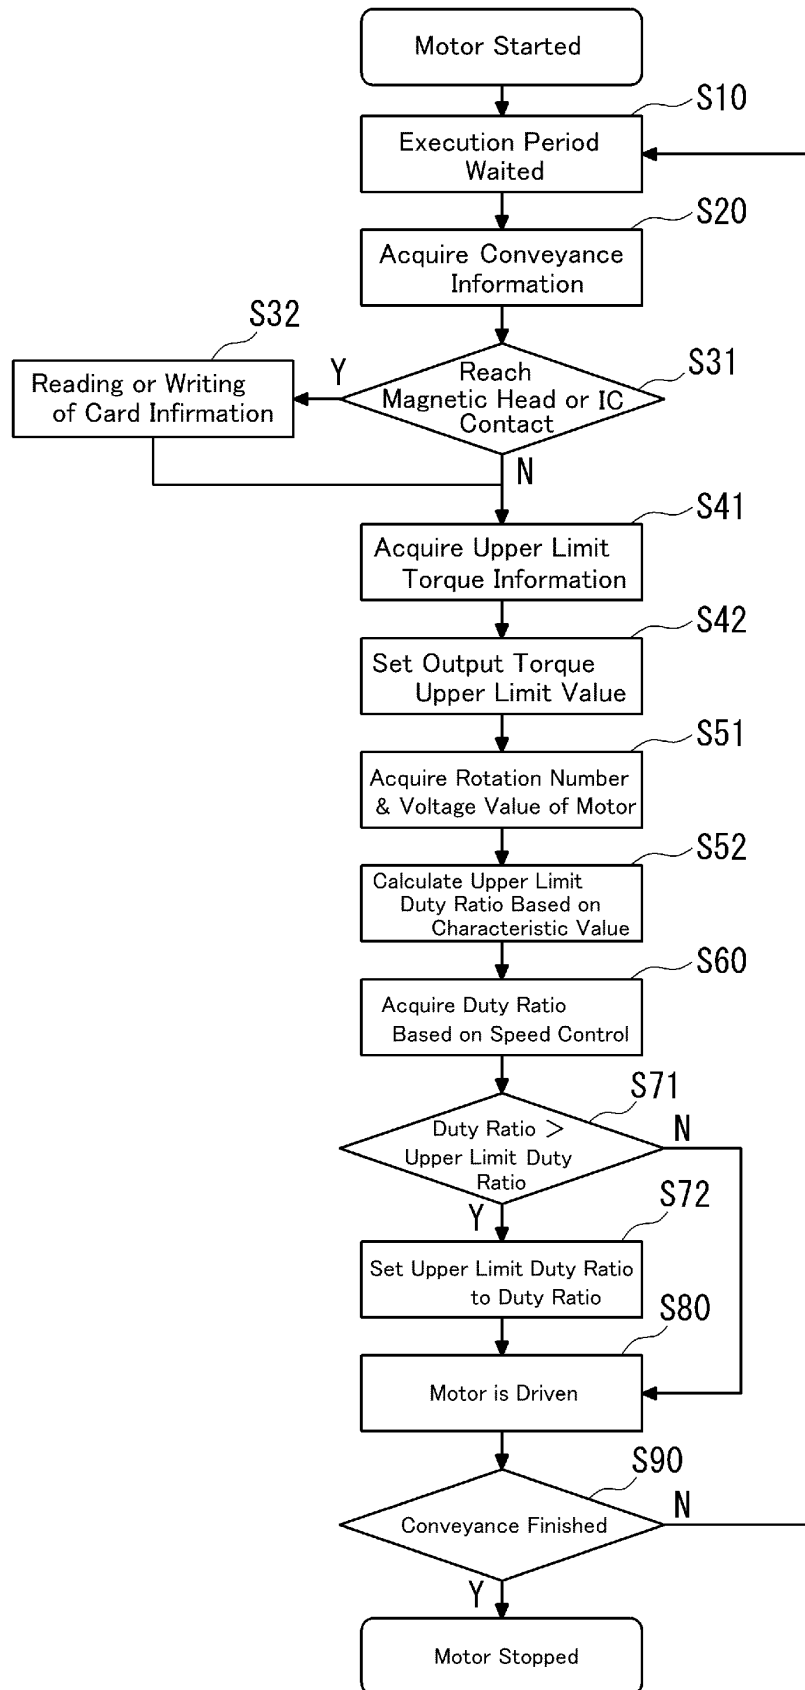 Motor Started
S10
Execution Period
Waited
S20
Acquire Conveyance
Information
S32
Reading or Writing
of Card Infirmation
Y
S31
Reach
Magnetic Head or IC
Contact
N
S41
Acquire Upper Limit
Torque Information
S42
Set Output Torque
Upper Limit Value
S51
Acquire Rotation Number
& Voltage Value of Motor
S52
Calculate Upper Limit
Duty Ratio Based on
Characteristic Value
S60
Acquire Duty Ratio
Based on Speed Control
S71
Duty Ratio >
Upper Limit Duty
Ratio
N
Y
S72
Set Upper Limit Duty Ratio
to Duty Ratio
S80
Motor is Driven
S90
Conveyance Finished
N
Y
Motor Stopped